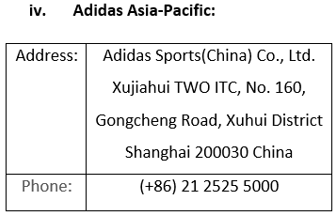 iv. Adidas Asia-Pacific:
Address: Adidas Sports(China) Co., Ltd.
Xujiahui TWO ITC, No. 160,
Gongcheng Road, Xuhui District
Shanghai 200030 China
Phone: (+86) 21 2525 5000